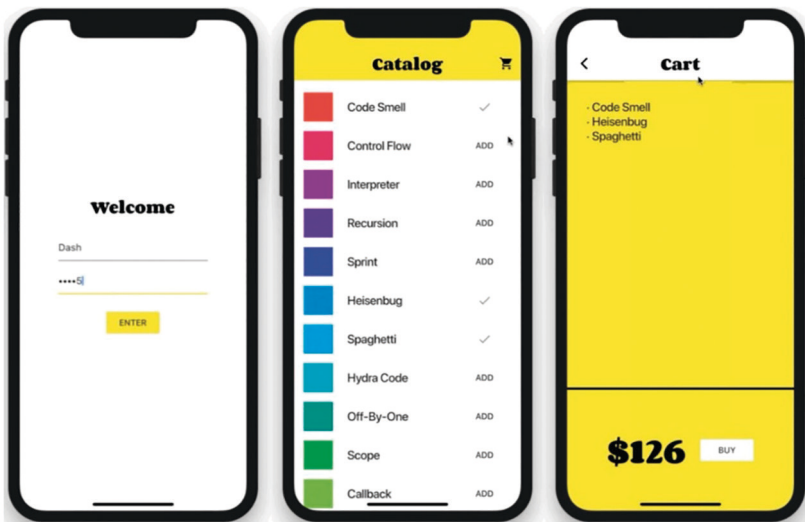 Welcome
Dash
••••5
ENTER
Catalog
Code Smell
Control Flow ADD
Interpreter ADD
Recursion ADD
Sprint ADD
Heisenbug
Spaghetti
Hydra Code ADD
Off-By-One ADD
Scope ADD
Callback ADD
Cart
· Code Smell
· Heisenbug
· Spaghetti
$126 BUY